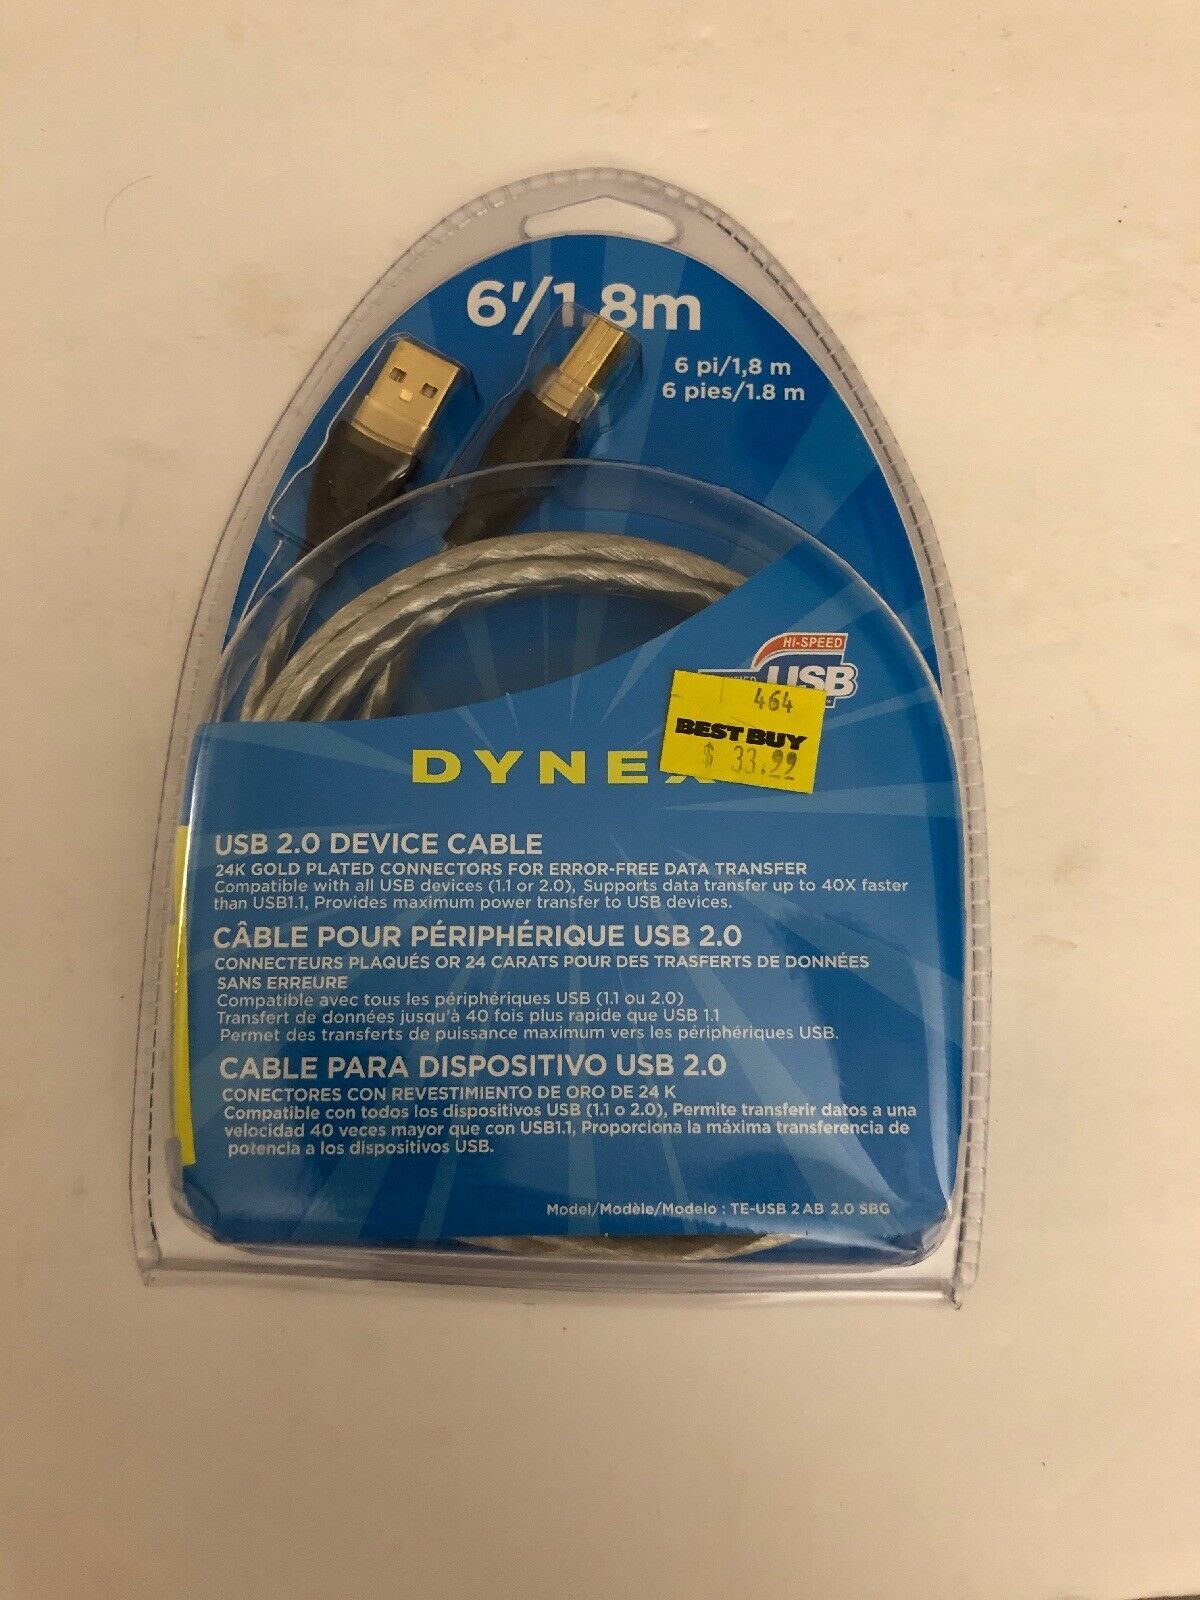 6'/1.8m
6 pi/1,8 m
6 pies/1.8 m
HI-SPEED
USB
464
BEST BUY
$ 33.99
DYNEX
USB 2.0 DEVICE CABLE
24K GOLD PLATED CONNECTORS FOR ERROR-FREE DATA TRANSFER
Compatible with all USB devices (1.1 or 2.0), Supports data transfer up to 40X faster
than USB1.1, Provides maximum power transfer to USB devices.
CÂBLE POUR PÉRIPHÉRIQUE USB 2.0
CONNECTEURS PLAQUÉS OR 24 CARATS POUR DES TRASFERTS DE DONNÉES
SANS ERREURE
Compatible avec tous les périphériques USB (1.1 ou 2.0)
Transfert de données jusqu'à 40 fois plus rapide que USB 1.1
Permet des transferts de puissance maximum vers les périphériques USB.
CABLE PARA DISPOSITIVO USB 2.0
CONECTORES CON REVESTIMIENTO DE ORO DE 24 K
Compatible con todos los dispositivos USB (1.1 o 2.0), Permite transferir datos a una
velocidad 40 veces mayor que con USB1.1, Proporciona la máxima transferencia de
potencia a los dispositivos USB.
Model/Modèle/Modelo : TE-USB 2 AB 2.0 SBG